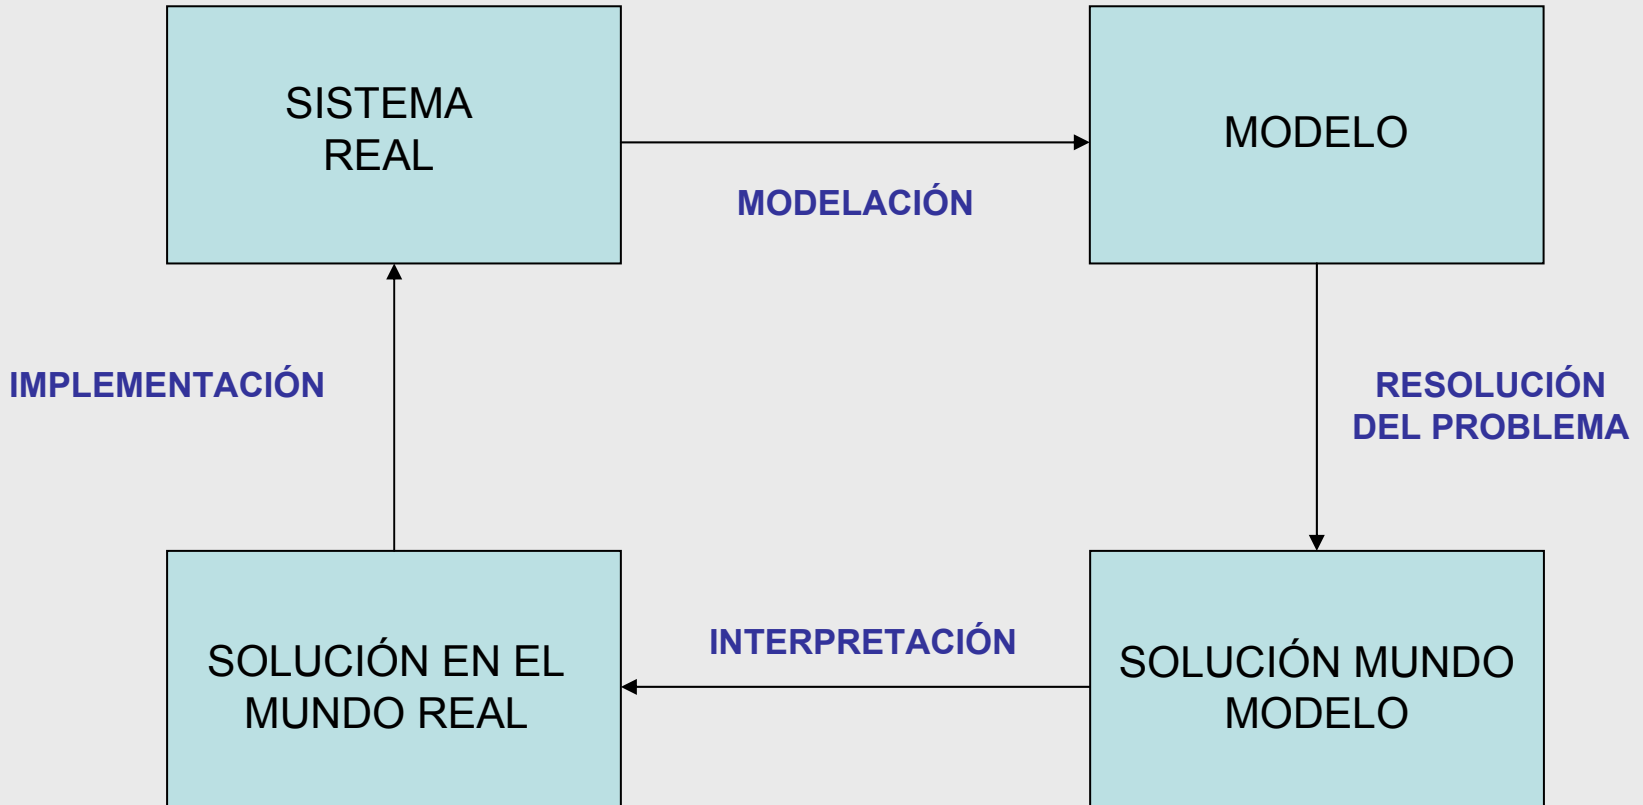 SISTEMA
REAL
MODELACIÓN
MODELO
IMPLEMENTACIÓN
RESOLUCIÓN
DEL PROBLEMA
SOLUCIÓN EN EL
MUNDO REAL
INTERPRETACIÓN
SOLUCIÓN MUNDO
MODELO